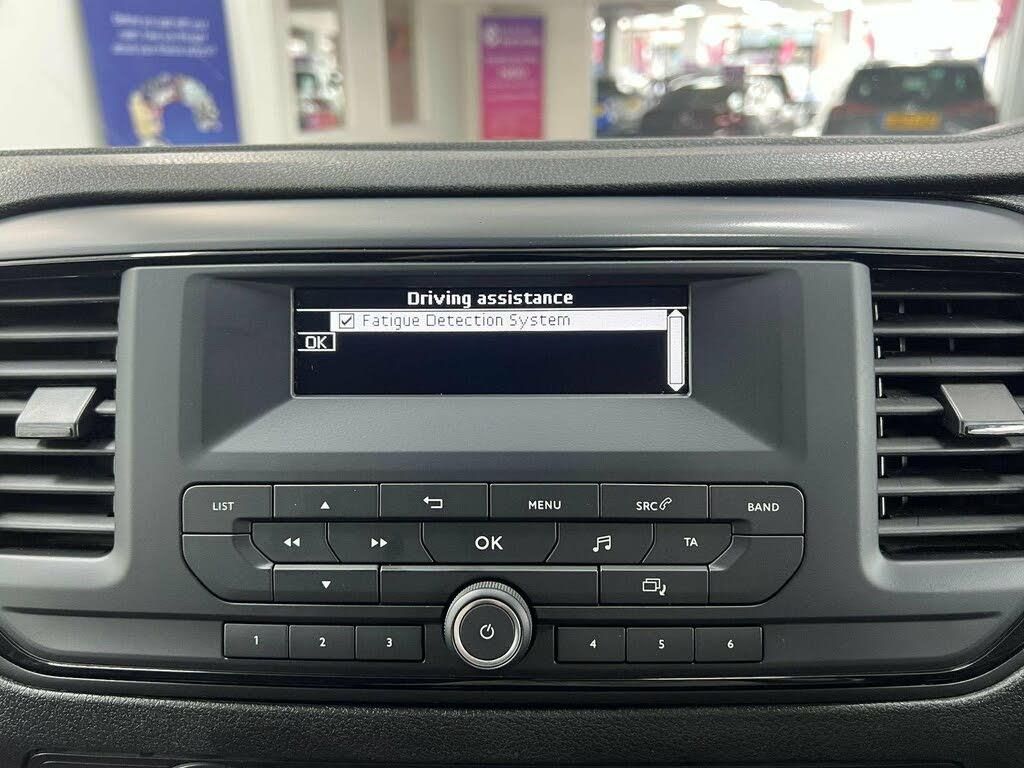 Driving assistance
Fatigue Detection System
OK
LIST
MENU
SRC
BAND
OK
TA
1
2
3
4
5
6